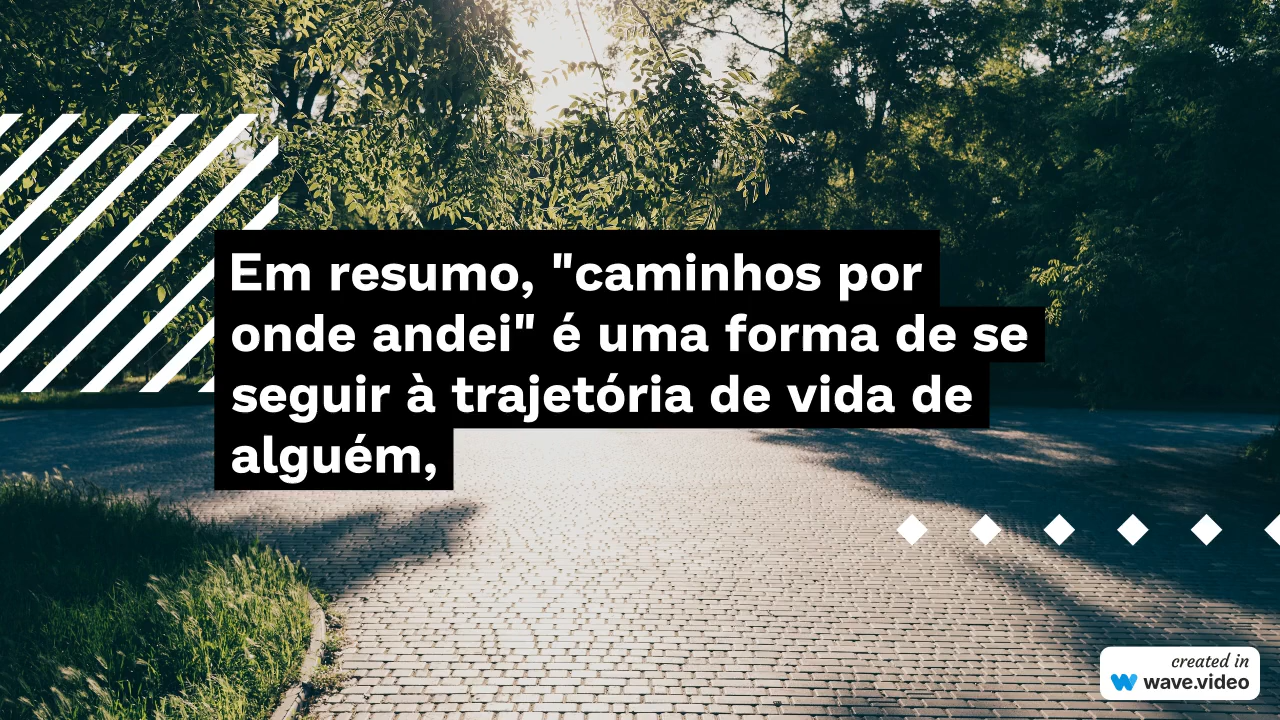 Em resumo, "caminhos por
onde andei" é uma forma de se
seguir à trajetória de vida de
alguém,
created in
wave.video